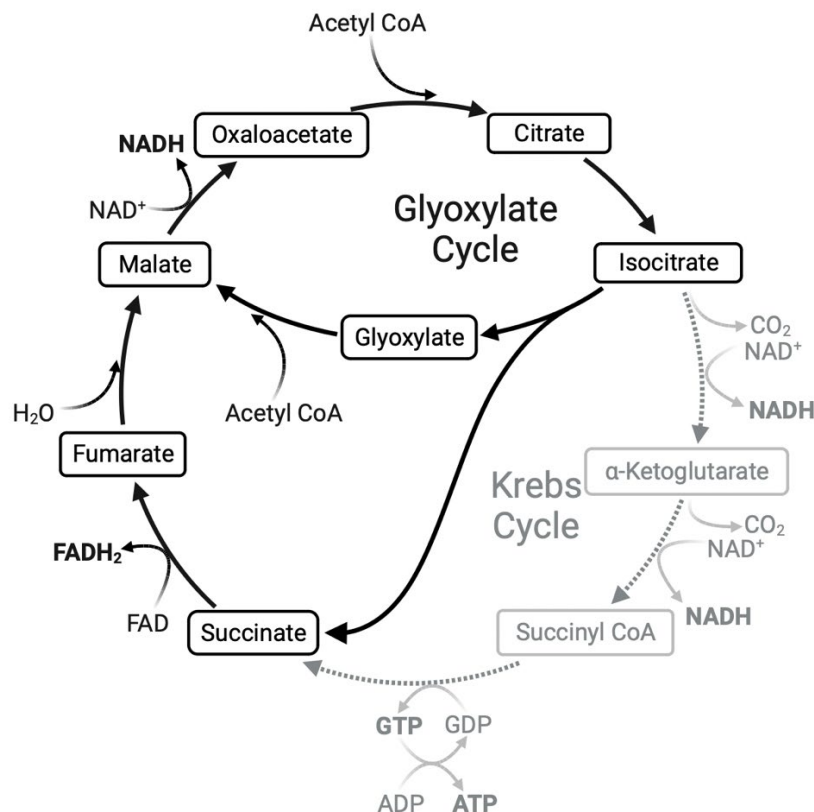 Acetyl CoA
Oxaloacetate
Citrate
NADH
NAD⁺
Glyoxylate
Cycle
Malate
Isocitrate
Glyoxylate
CO₂
NAD⁺
NADH
H₂O
Acetyl CoA
Fumarate
Krebs
Cycle
α-Ketoglutarate
CO₂
NAD⁺
FADH₂
FAD
NADH
Succinate
Succinyl CoA
GTP
GDP
ADP
ATP